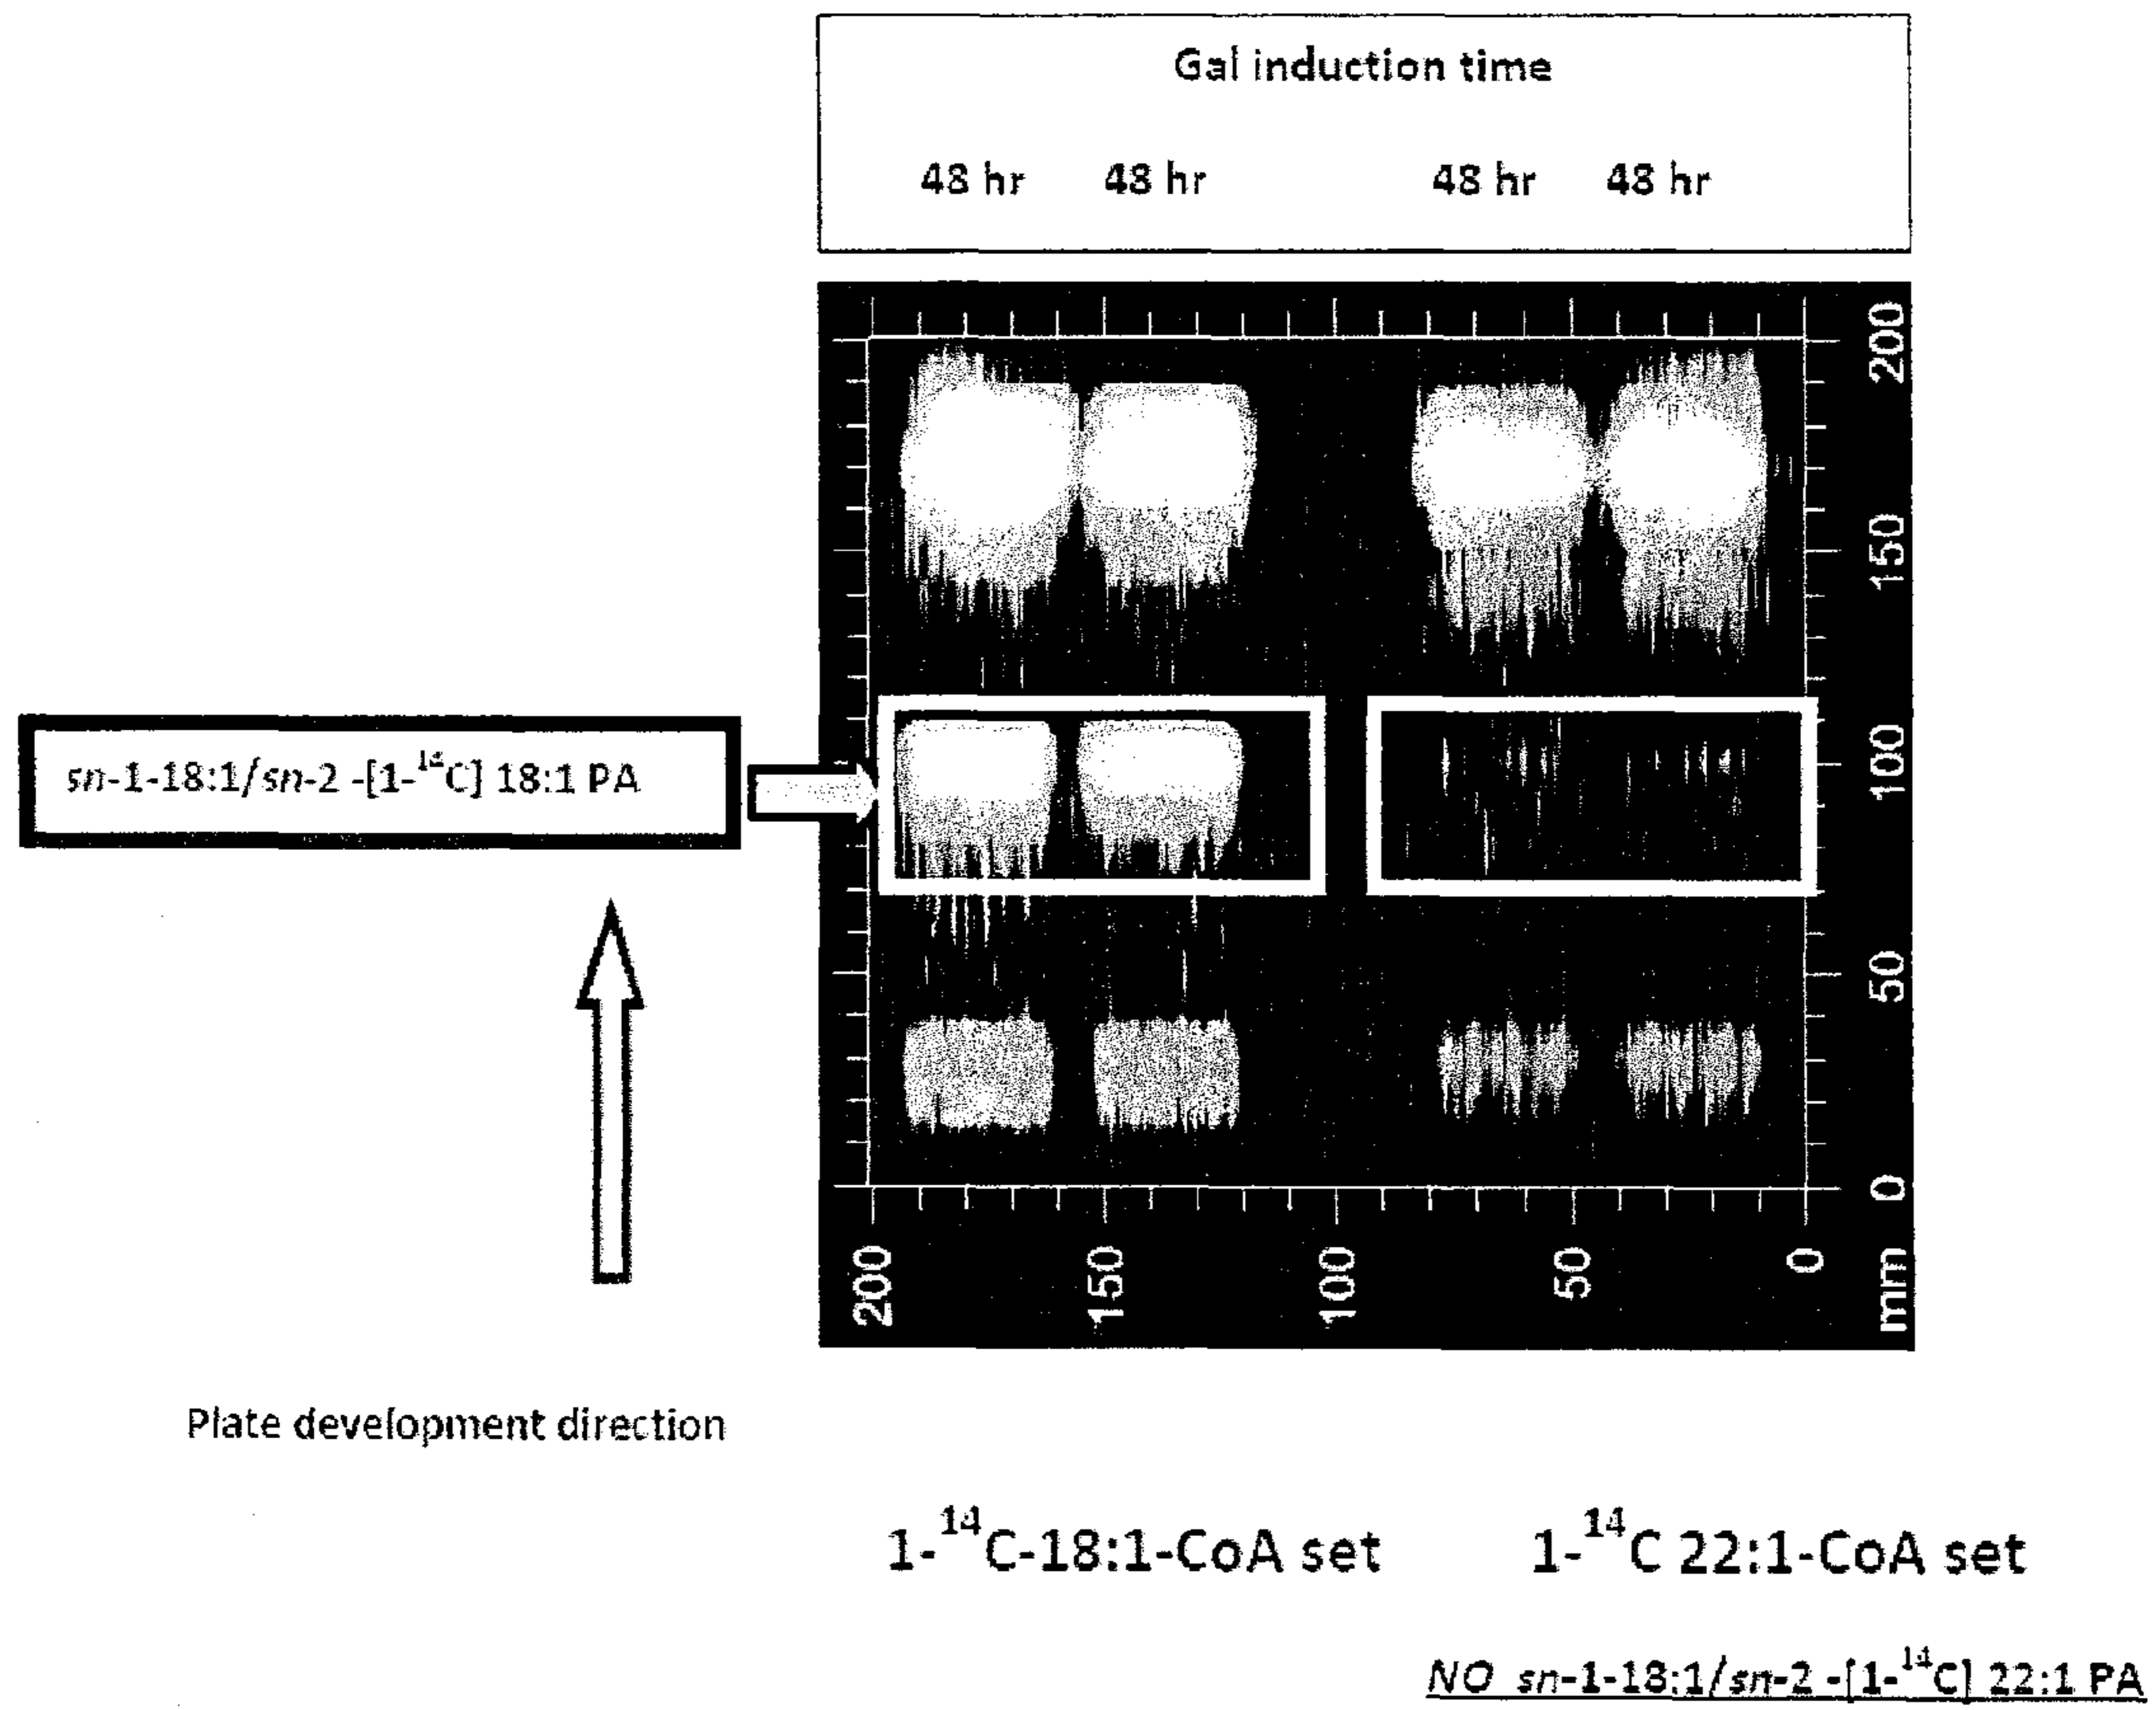 Gal induction time
48 hr 48 hr 48 hr 48 hr
200
150
sn-1-18:1/sn-2 -[1-¹⁴C] 18:1 PA
100
50
0
200 150 100 50 0 mm
Plate development direction
1-¹⁴C-18:1-CoA set 1-¹⁴C 22:1-CoA set
NO sn-1-18:1/sn-2 -[1-¹⁴C] 22:1 PA